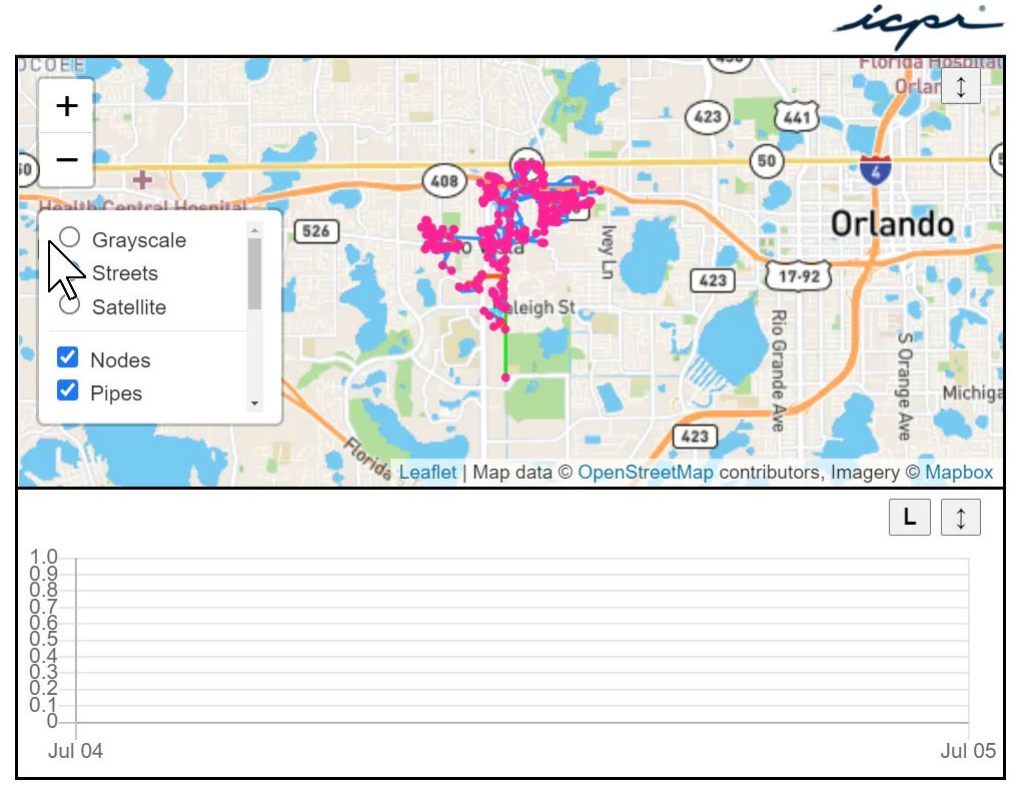 icpr
OCOEE
Florida Hospital
Orlan
↕
+
423
441
−
50
50
408
4
Health Central Hospital
526
Orlando
Grayscale
Ivey Ln
Streets
423
17-92
Satellite
aleigh St
Rio Grande Ave
S Orange Ave
Nodes
Pipes
Michiga
423
Florida
Leaflet | Map data © OpenStreetMap contributors, Imagery © Mapbox
L ↕
1.0
0.9
0.8
0.7
0.6
0.5
0.4
0.3
0.2
0.1
0
Jul 04 Jul 05